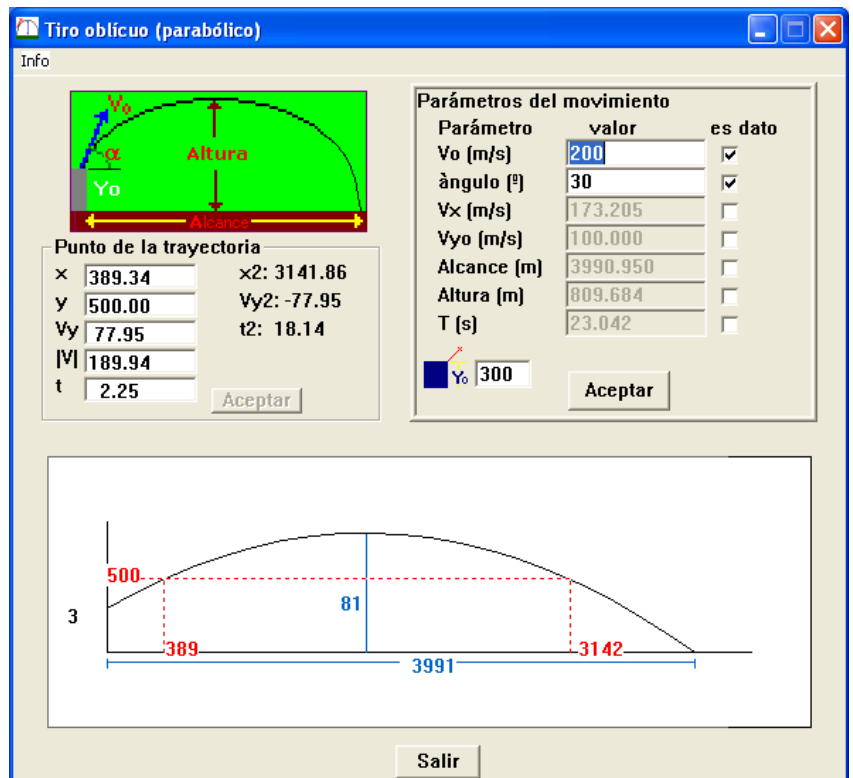 Tiro oblícuo (parabólico)
Info
Vo
α
Altura
Yo
Alcance
Punto de la trayectoria
x 389.34 x2: 3141.86
y 500.00 Vy2: -77.95
Vy 77.95 t2: 18.14
|V| 189.94
t 2.25
Aceptar
Parámetros del movimiento
Parámetro valor es dato
Vo (m/s) 200
àngulo (º) 30
Vx (m/s) 173.205
Vyo (m/s) 100.000
Alcance (m) 3990.950
Altura (m) 809.684
T (s) 23.042
x
Yo 300
Aceptar
500
3
81
389
3142
3991
Salir